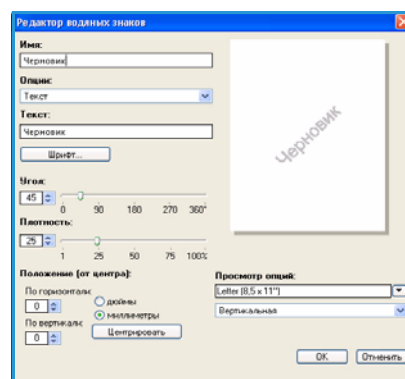 Редактор водяных знаков
Имя:
Черновик
Опции:
Текст
Текст:
Черновик
Шрифт...
Угол:
45
0 90 180 270 360°
Плотность:
25
1 25 50 75 100%
Положение (от центра):
По горизонтали:
0
дюймы
миллиметры
По вертикали:
0
Центрировать
Черновик
Просмотр опций:
Letter (8,5 x 11")
Вертикальная
OK
Отменить